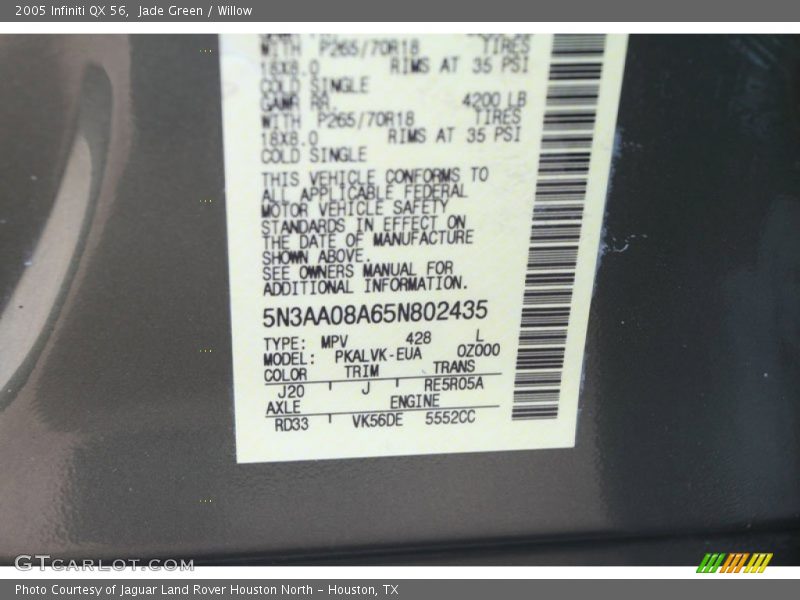 2005 Infiniti QX 56, Jade Green / Willow
WITH P265/70R18 TIRES
18X8.0 RIMS AT 35 PSI
COLD SINGLE
GAWR RR. 4200 LB
WITH P265/70R18 TIRES
18X8.0 RIMS AT 35 PSI
COLD SINGLE
THIS VEHICLE CONFORMS TO
ALL APPLICABLE FEDERAL
MOTOR VEHICLE SAFETY
STANDARDS IN EFFECT ON
THE DATE OF MANUFACTURE
SHOWN ABOVE.
SEE OWNERS MANUAL FOR
ADDITIONAL INFORMATION.
5N3AA08A65N802435
TYPE: MPV 428 L
MODEL: PKALVK-EUA 0Z000
COLOR TRIM TRANS
J20 J RE5R05A
AXLE ENGINE
RD33 VK56DE 5552CC
GTCARLOT.COM
Photo Courtesy of Jaguar Land Rover Houston North - Houston, TX